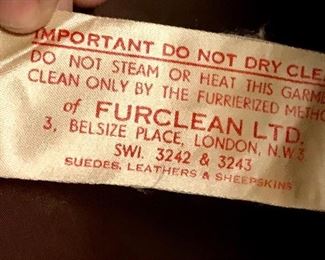 IMPORTANT DO NOT DRY CLE
DO NOT STEAM OR HEAT THIS GARME
CLEAN ONLY BY THE FURRIERIZED METHO
of FURCLEAN LTD.
3, BELSIZE PLACE, LONDON, N.W.3.
SWI. 3242 & 3243
SUEDES, LEATHERS & SHEEPSKINS